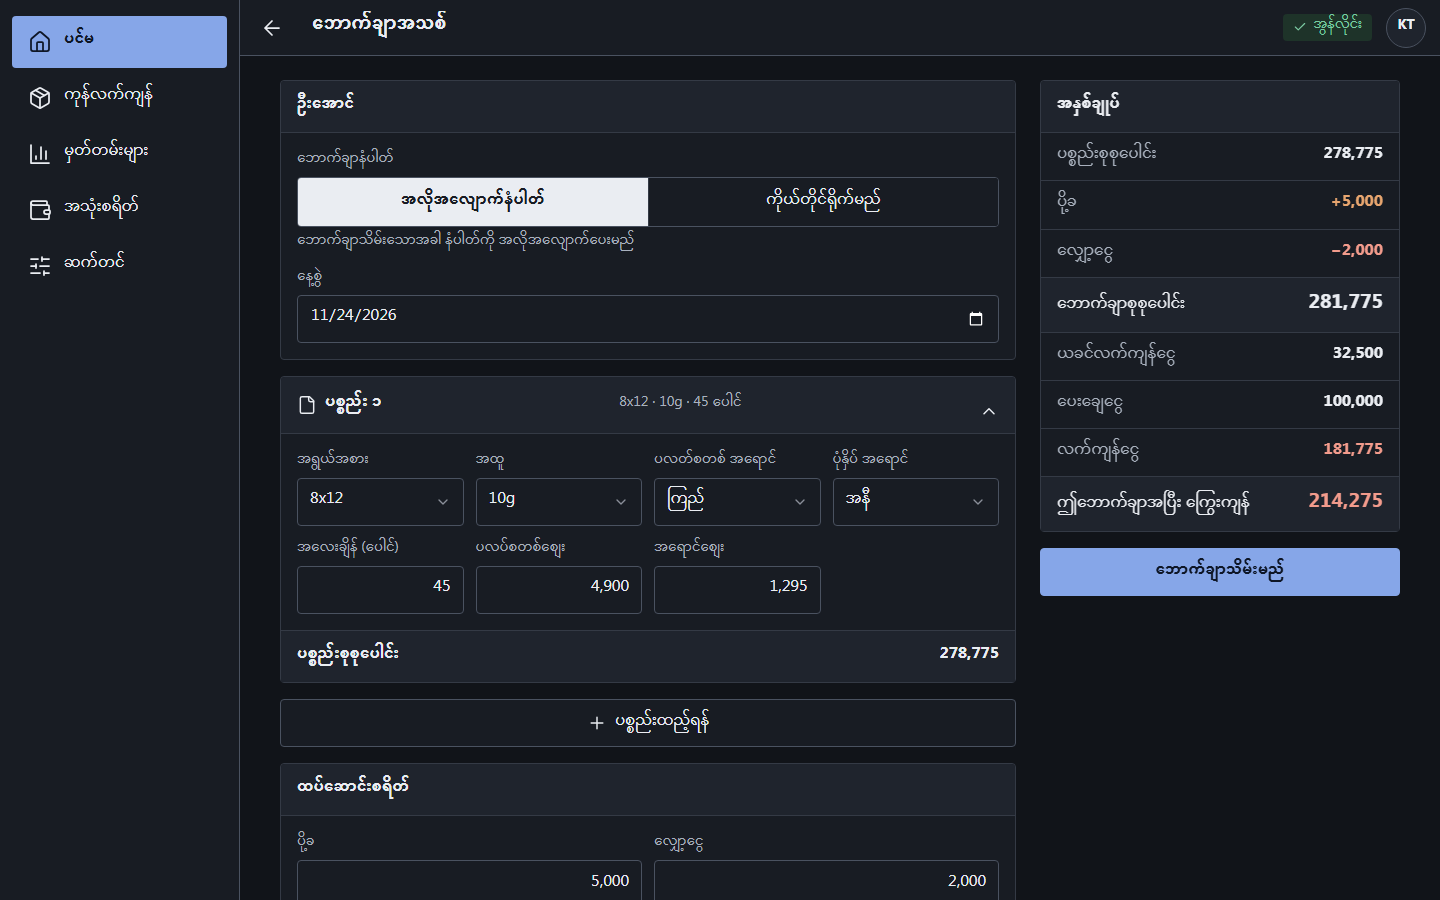 ပင်မ
ကုန်လက်ကျန်
မှတ်တမ်းများ
အသုံးစရိတ်
ဆက်တင်
ဘောက်ချာအသစ်
အွန်လိုင်း
KT
ဦးအောင်
ဘောက်ချာနံပါတ်
အလိုအလျောက်နံပါတ်
ကိုယ်တိုင်ရိုက်မည်
ဘောက်ချာသိမ်းသောအခါ နံပါတ်ကို အလိုအလျောက်ပေးမည်
နေ့စွဲ
11/24/2026
ပစ္စည်း ၁
8x12 · 10g · 45 ပေါင်
အရွယ်အစား
အထူ
ပလတ်စတစ် အရောင်
ပုံနှိပ် အရောင်
8x12
10g
ကြည်
အနီ
အလေးချိန် (ပေါင်)
ပလပ်စတစ်ဈေး
အရောင်ဈေး
45
4,900
1,295
ပစ္စည်းစုစုပေါင်း
278,775
ပစ္စည်းထည့်ရန်
ထပ်ဆောင်းစရိတ်
ပို့ခ
လျှော့ငွေ
5,000
2,000
အနှစ်ချုပ်
ပစ္စည်းစုစုပေါင်း
278,775
ပို့ခ
+5,000
လျှော့ငွေ
−2,000
ဘောက်ချာစုစုပေါင်း
281,775
ယခင်လက်ကျန်ငွေ
32,500
ပေးချေငွေ
100,000
လက်ကျန်ငွေ
181,775
ဤဘောက်ချာအပြီး ကြွေးကျန်
214,275
ဘောက်ချာသိမ်းမည်